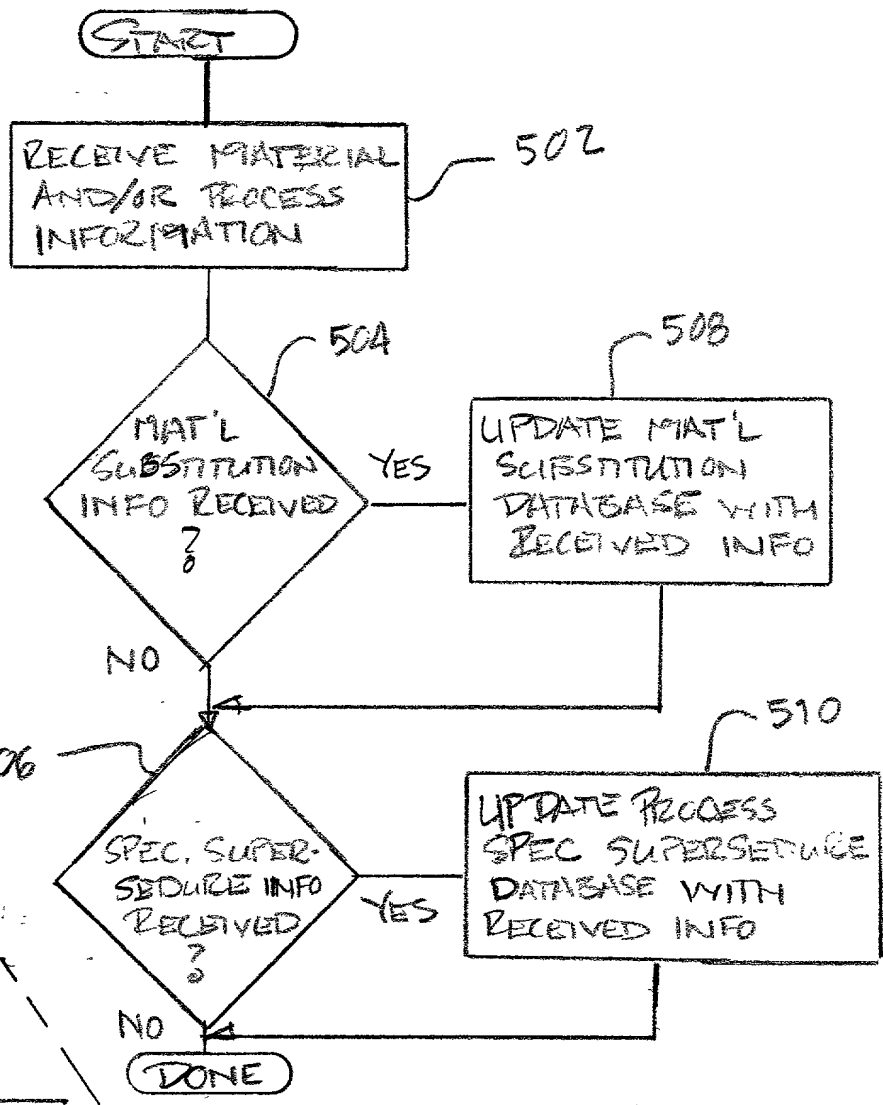 START
RECEIVE MATERIAL
AND/OR PROCESS
INFORMATION
502
504
MAT'L
SUBSTITUTION
INFO RECEIVED
?
YES
NO
508
UPDATE MAT'L
SUBSTITUTION
DATABASE WITH
RECEIVED INFO
06
SPEC. SUPER-
SEDURE INFO
RECEIVED
?
YES
NO
510
UPDATE PROCESS
SPEC SUPERSEDURE
DATABASE WITH
RECEIVED INFO
DONE